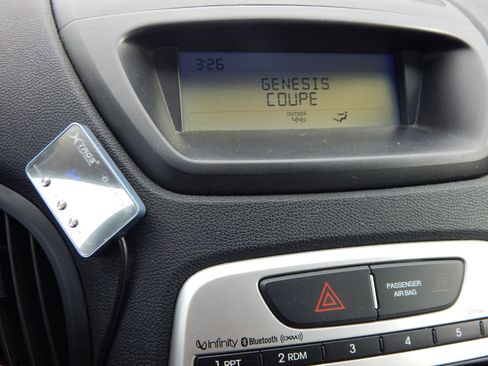 3:26
GENESIS
COUPE
OUTSIDE
44°F
XTRDE
PASSENGER
AIR BAG
Infinity Bluetooth ((XM))
1 RPT 2 RDM 3 4 5